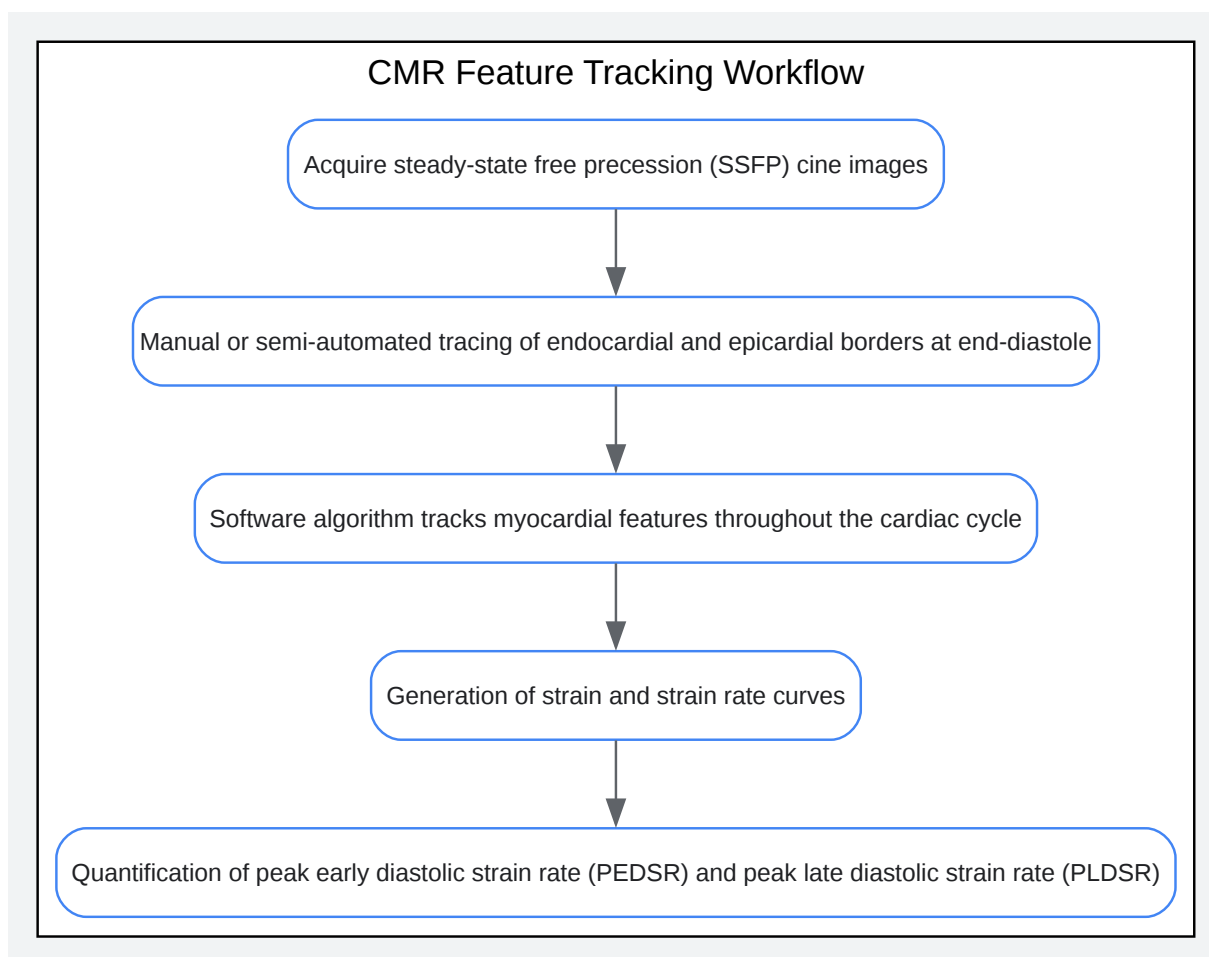 CMR Feature Tracking Workflow
Acquire steady-state free precession (SSFP) cine images
Manual or semi-automated tracing of endocardial and epicardial borders at end-diastole
Software algorithm tracks myocardial features throughout the cardiac cycle
Generation of strain and strain rate curves
Quantification of peak early diastolic strain rate (PEDSR) and peak late diastolic strain rate (PLDSR)